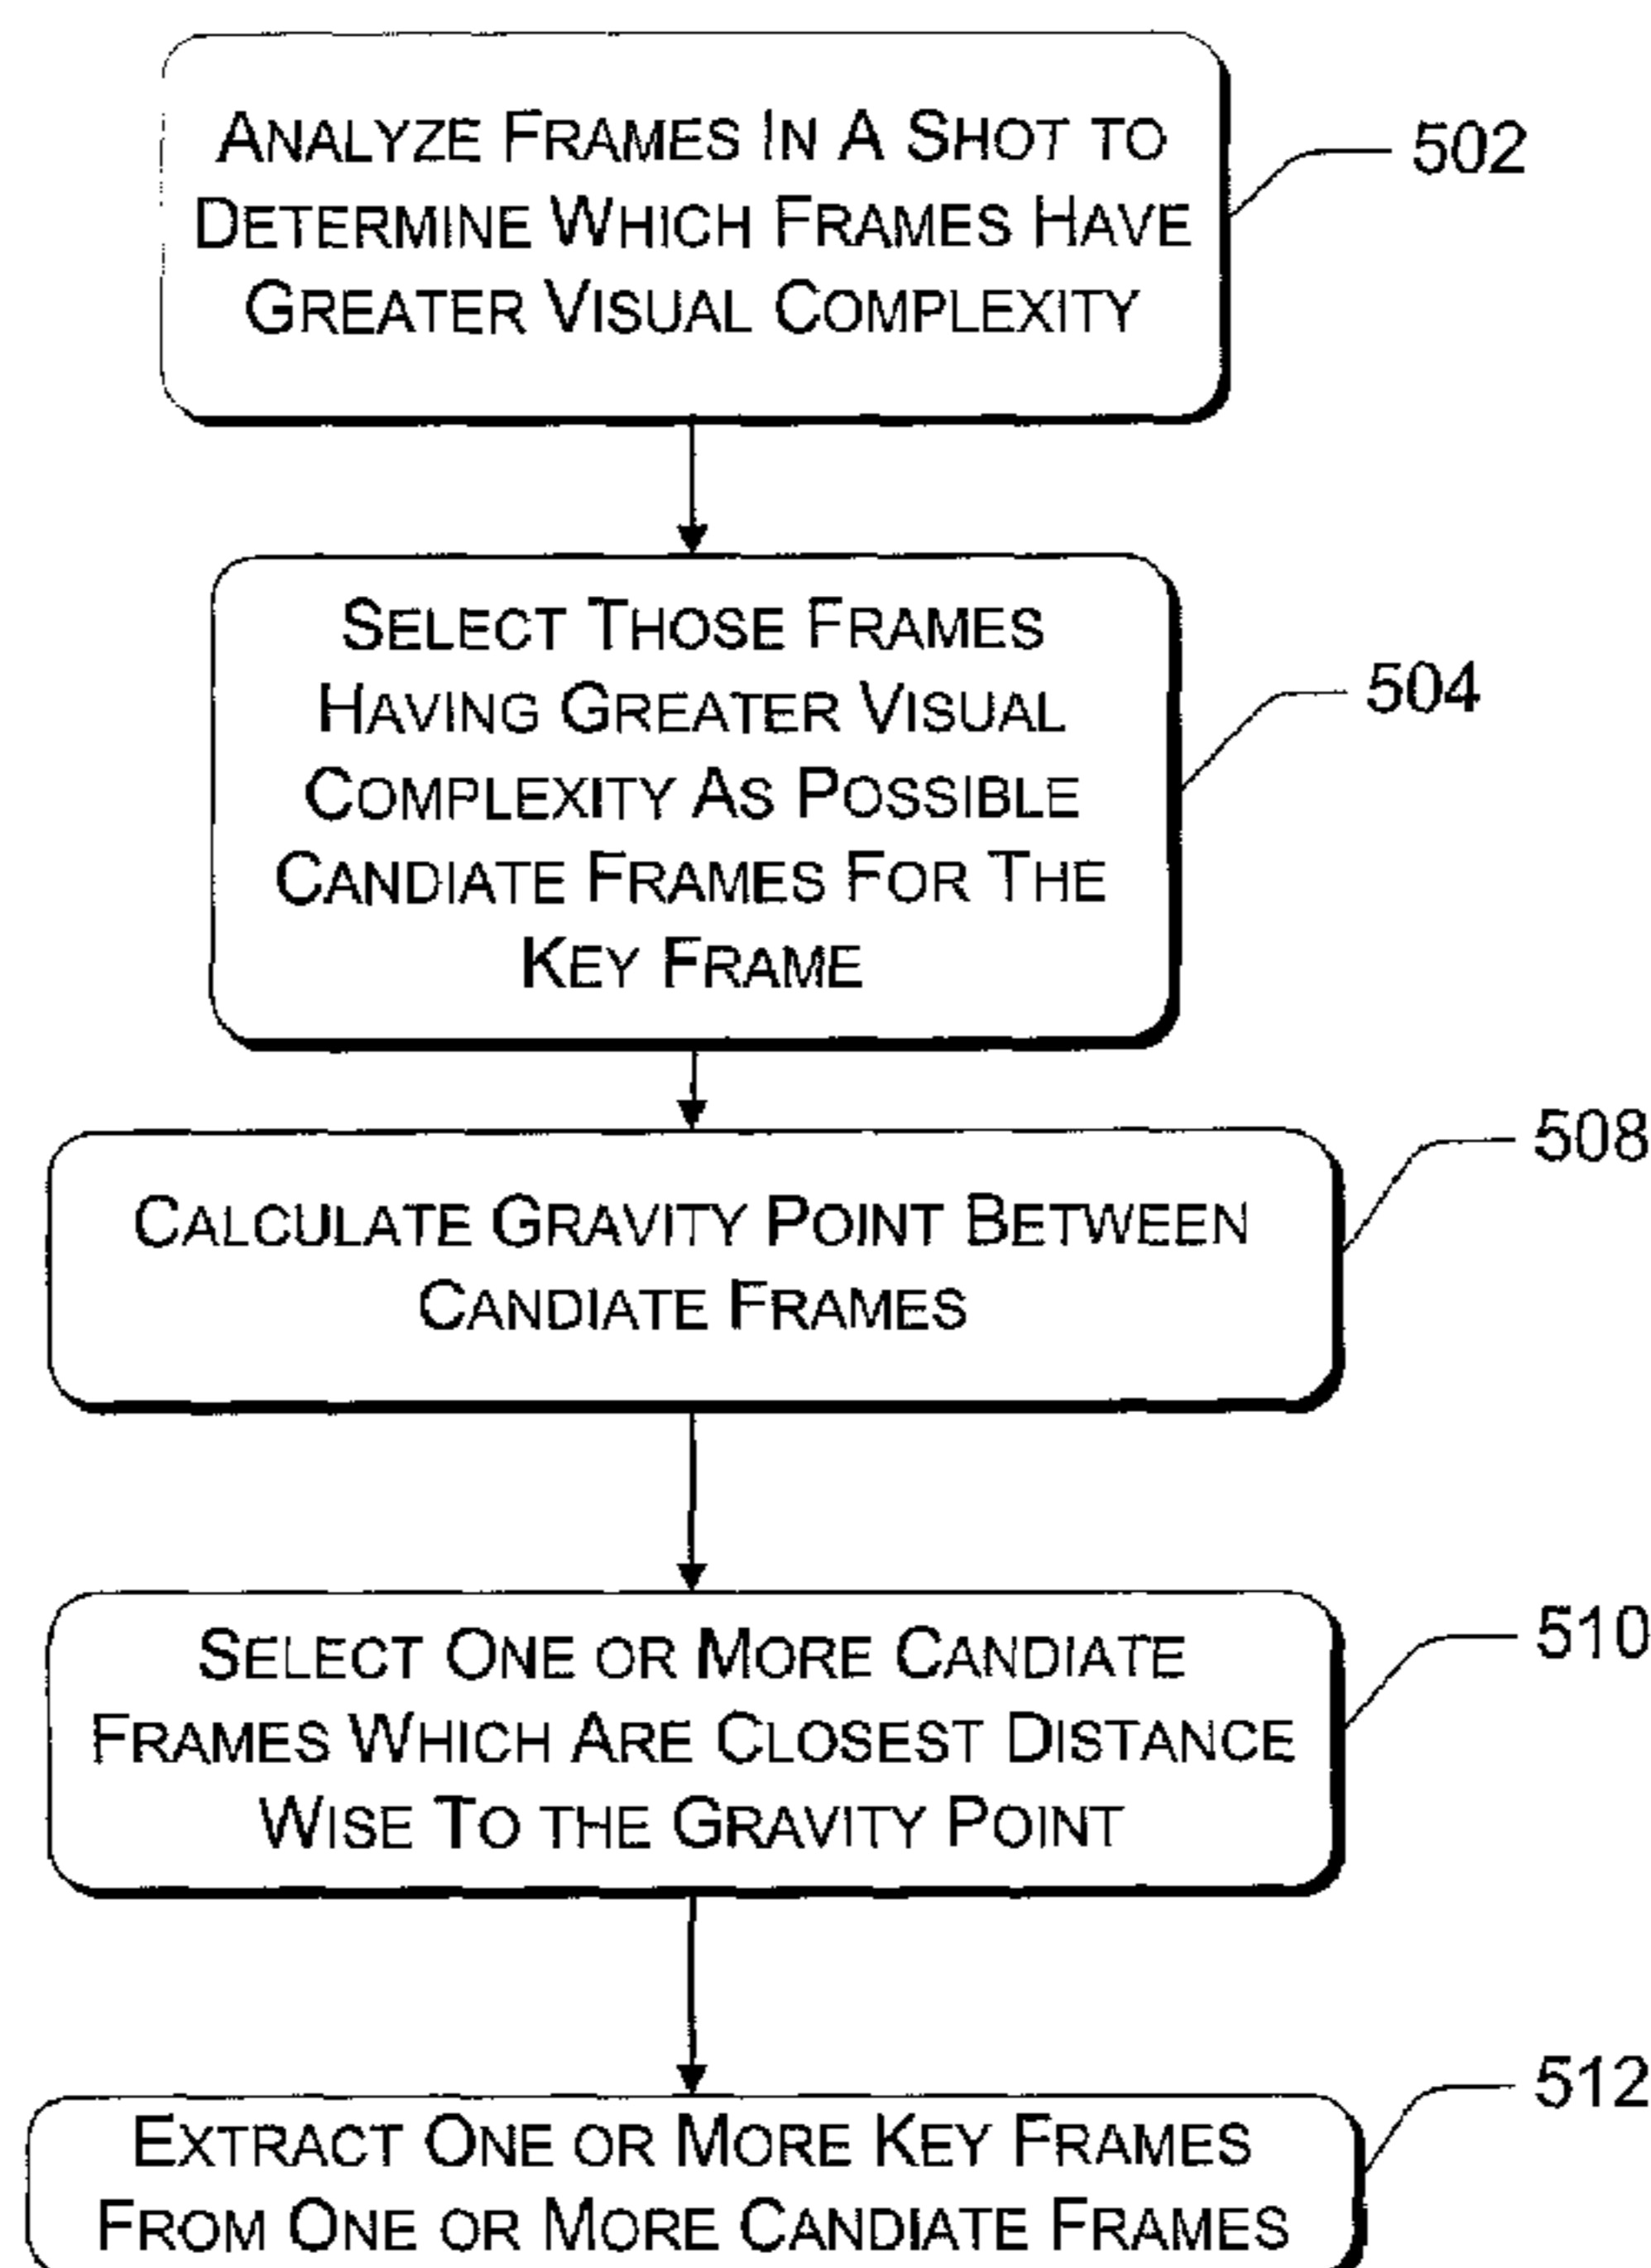 ANALYZE FRAMES IN A SHOT TO
DETERMINE WHICH FRAMES HAVE
GREATER VISUAL COMPLEXITY
502
SELECT THOSE FRAMES
HAVING GREATER VISUAL
COMPLEXITY AS POSSIBLE
CANDIATE FRAMES FOR THE
KEY FRAME
504
CALCULATE GRAVITY POINT BETWEEN
CANDIATE FRAMES
508
SELECT ONE OR MORE CANDIATE
FRAMES WHICH ARE CLOSEST DISTANCE
WISE TO THE GRAVITY POINT
510
EXTRACT ONE OR MORE KEY FRAMES
FROM ONE OR MORE CANDIATE FRAMES
512